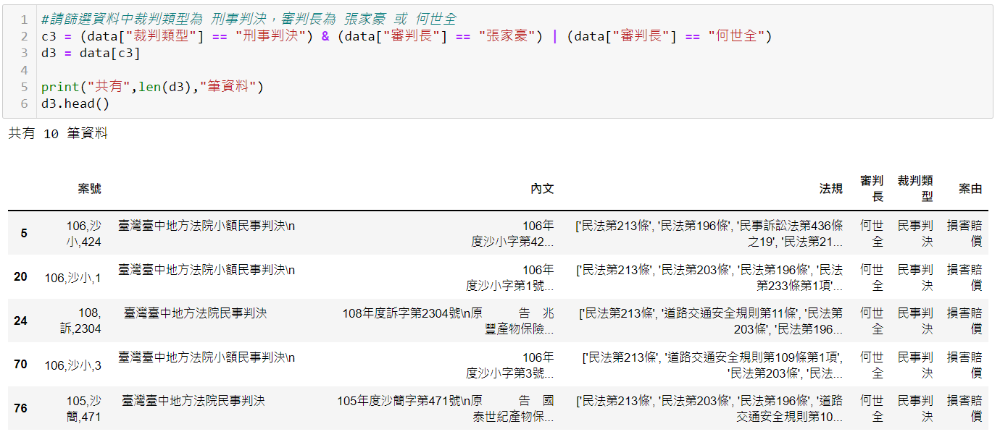 1 #請篩選資料中裁判類型為 刑事判決，審判長為 張家豪 或 何世全
2 c3 = (data["裁判類型"] == "刑事判決") & (data["審判長"] == "張家豪") | (data["審判長"] == "何世全")
3 d3 = data[c3]
4
5 print("共有",len(d3),"筆資料")
6 d3.head()
共有 10 筆資料
案號 內文 法規 審判長 裁判類型 案由
5 106,沙小,424 臺灣臺中地方法院小額民事判決\n 106年度沙小字第42... ['民法第213條', '民法第196條', '民事訴訟法第436條之19', '民法第21... 何世全 民事判決 損害賠償
20 106,沙小,1 臺灣臺中地方法院小額民事判決\n 106年度沙小字第1號... ['民法第213條', '民法第203條', '民法第196條', '民法第233條第1項'... 何世全 民事判決 損害賠償
24 108,訴,2304 臺灣臺中地方法院民事判決 108年度訴字第2304號\n原 告 兆豐產物保險... ['民法第213條', '道路交通安全規則第11條', '民法第203條', '民法第196... 何世全 民事判決 損害賠償
70 106,沙小,3 臺灣臺中地方法院小額民事判決\n 106年度沙小字第3號... ['民法第213條', '道路交通安全規則第109條第1項', '民法第203條', '民法... 何世全 民事判決 損害賠償
76 105,沙簡,471 臺灣臺中地方法院民事判決 105年度沙簡字第471號\n原 告 國泰世紀產物保... ['民法第213條', '民法第203條', '民法第196條', '道路交通安全規則第10... 何世全 民事判決 損害賠償